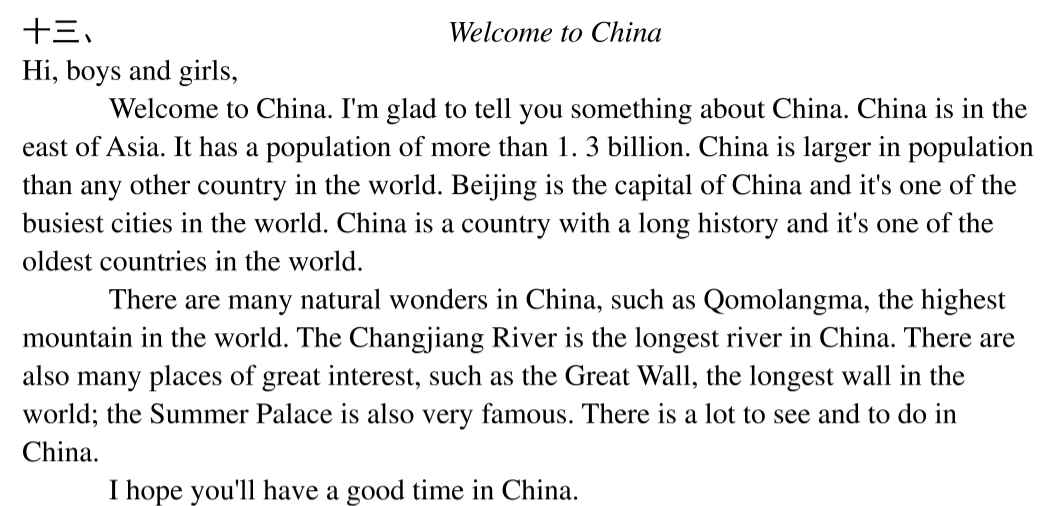 十三、 Welcome to China
Hi, boys and girls,
Welcome to China. I'm glad to tell you something about China. China is in the
east of Asia. It has a population of more than 1. 3 billion. China is larger in population
than any other country in the world. Beijing is the capital of China and it's one of the
busiest cities in the world. China is a country with a long history and it's one of the
oldest countries in the world.
There are many natural wonders in China, such as Qomolangma, the highest
mountain in the world. The Changjiang River is the longest river in China. There are
also many places of great interest, such as the Great Wall, the longest wall in the
world; the Summer Palace is also very famous. There is a lot to see and to do in
China.
I hope you'll have a good time in China.